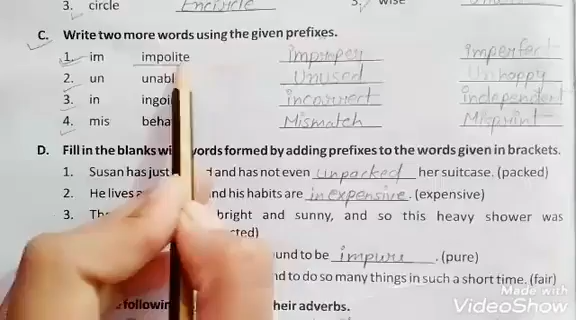 3. circle Encircle 3. wise
C. Write two more words using the given prefixes.
1. im impolite improper imperfect
2. un unabl Unused Unhappy
3. in ingoi incorrect independent
4. mis beha Mismatch Misprint
D. Fill in the blanks wi words formed by adding prefixes to the words given in brackets.
1. Susan has just d and has not even unpacked her suitcase. (packed)
2. He lives a and his habits are inexpensive. (expensive)
3. Th bright and sunny, and so this heavy shower was
cted)
und to be impure. (pure)
nd to do so many things in such a short time. (fair)
followin heir adverbs.
Made with
VideoShow